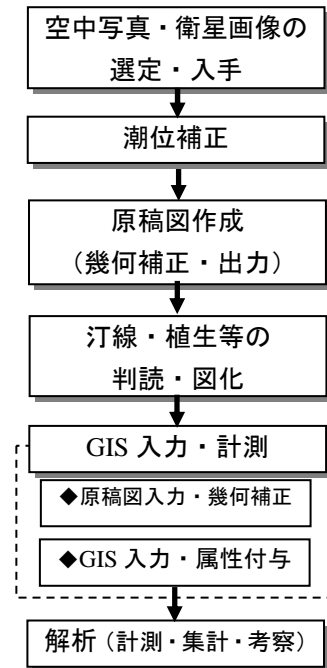 空中写真・衛星画像の
選定・入手
潮位補正
原稿図作成
（幾何補正・出力）
汀線・植生等の
判読・図化
GIS 入力・計測
◆原稿図入力・幾何補正
◆GIS 入力・属性付与
解析（計測・集計・考察）